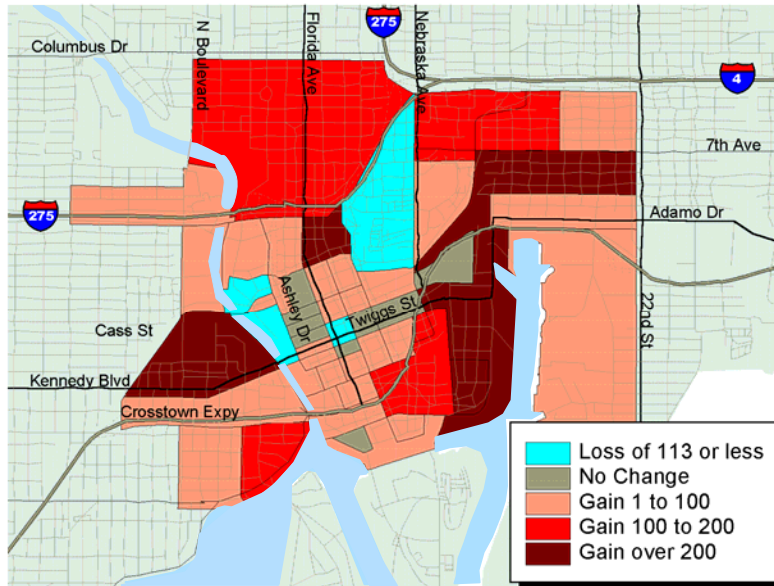 275
Columbus Dr
N Boulevard
Florida Ave
Nebraska Ave
4
7th Ave
275
Adamo Dr
Ashley Dr
Twiggs St
22nd St
Cass St
Kennedy Blvd
Crosstown Expy
Loss of 113 or less
No Change
Gain 1 to 100
Gain 100 to 200
Gain over 200